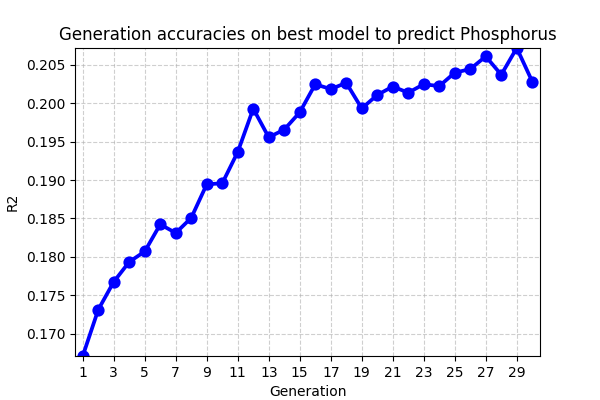 Generation accuracies on best model to predict Phosphorus
0.205
0.200
0.195
0.190
0.185
0.180
0.175
0.170
R2
1 3 5 7 9 11 13 15 17 19 21 23 25 27 29
Generation